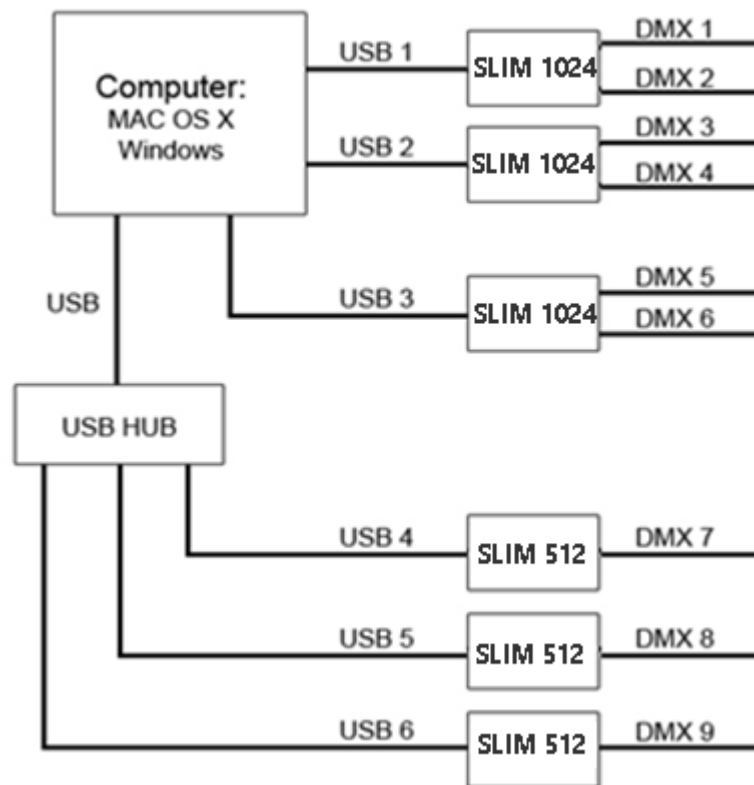 Computer:
MAC OS X
Windows
USB 1
SLIM 1024
DMX 1
DMX 2
USB 2
SLIM 1024
DMX 3
DMX 4
USB
USB 3
SLIM 1024
DMX 5
DMX 6
USB HUB
USB 4
SLIM 512
DMX 7
USB 5
SLIM 512
DMX 8
USB 6
SLIM 512
DMX 9